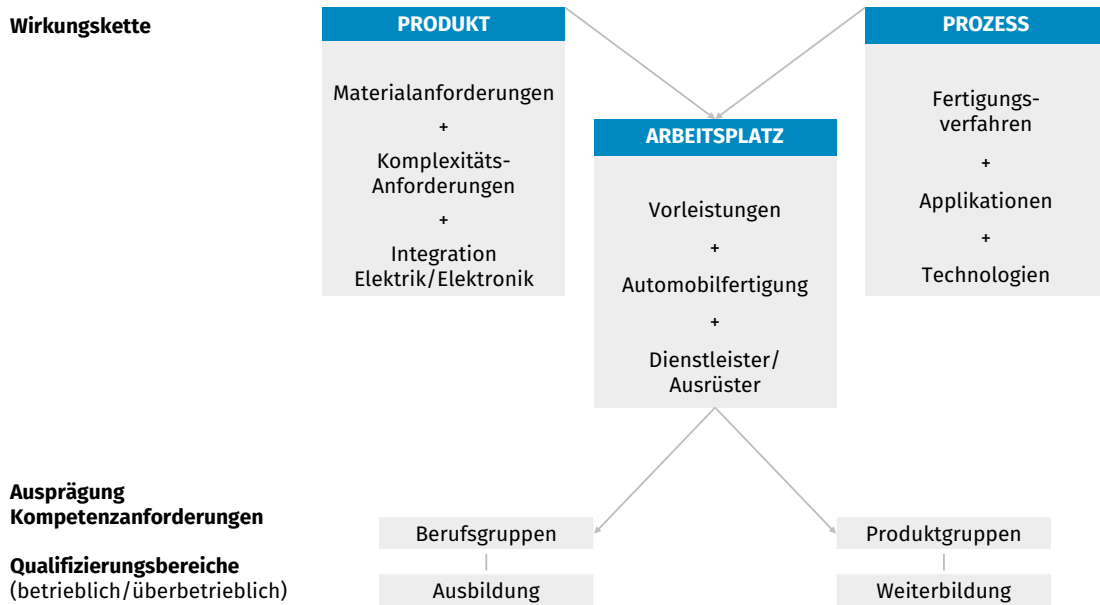 Wirkungskette
PRODUKT
Materialanforderungen
+
Komplexitäts-
Anforderungen
+
Integration
Elektrik/Elektronik
ARBEITSPLATZ
Vorleistungen
+
Automobilfertigung
+
Dienstleister/
Ausrüster
PROZESS
Fertigungs-
verfahren
+
Applikationen
+
Technologien
Ausprägung
Kompetenzanforderungen
Berufsgruppen
Produktgruppen
Qualifizierungsbereiche
(betrieblich/überbetrieblich)
Ausbildung
Weiterbildung